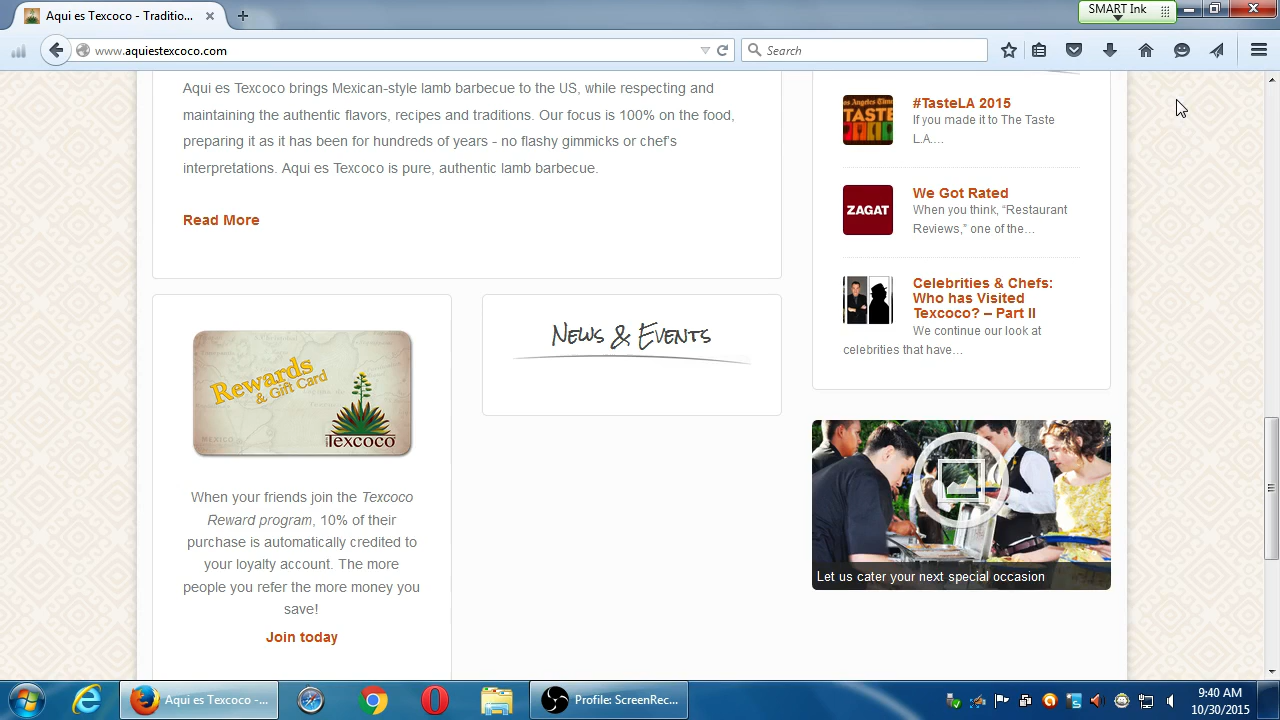 Aqui es Texcoco - Traditio...
SMART Ink
www.aquiestexcoco.com
Search
Aqui es Texcoco brings Mexican-style lamb barbecue to the US, while respecting and
maintaining the authentic flavors, recipes and traditions. Our focus is 100% on the food,
preparing it as it has been for hundreds of years - no flashy gimmicks or chef's
interpretations. Aqui es Texcoco is pure, authentic lamb barbecue.
Read More
Rewards
& Gift Card
MEXICO
Texcoco
When your friends join the Texcoco
Reward program, 10% of their
purchase is automatically credited to
your loyalty account. The more
people you refer the more money you
save!
Join today
News & Events
Los Angeles Times
TASTE
#TasteLA 2015
If you made it to The Taste
L.A....
ZAGAT
We Got Rated
When you think, “Restaurant
Reviews,” one of the...
Celebrities & Chefs:
Who has Visited
Texcoco? – Part II
We continue our look at
celebrities that have...
Let us cater your next special occasion
Aqui es Texcoco -...
Profile: ScreenRec...
9:40 AM
10/30/2015